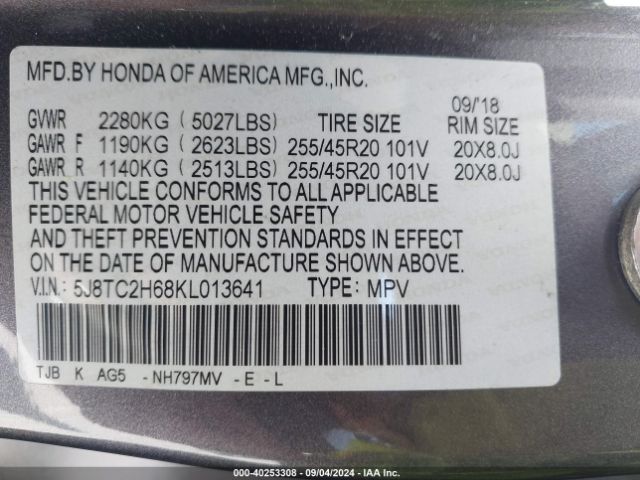 MFD.BY HONDA OF AMERICA MFG.,INC.
09/'18
GVWR 2280KG ( 5027LBS) TIRE SIZE RIM SIZE
GAWR F 1190KG ( 2623LBS) 255/45R20 101V 20X8.0J
GAWR R 1140KG ( 2513LBS) 255/45R20 101V 20X8.0J
THIS VEHICLE CONFORMS TO ALL APPLICABLE
FEDERAL MOTOR VEHICLE SAFETY
AND THEFT PREVENTION STANDARDS IN EFFECT
ON THE DATE OF MANUFACTURE SHOWN ABOVE.
V.I.N.: 5J8TC2H68KL013641 TYPE: MPV
TJB K AG5 -NH797MV -E -L
000-40253308 - 09/04/2024 - IAA Inc.